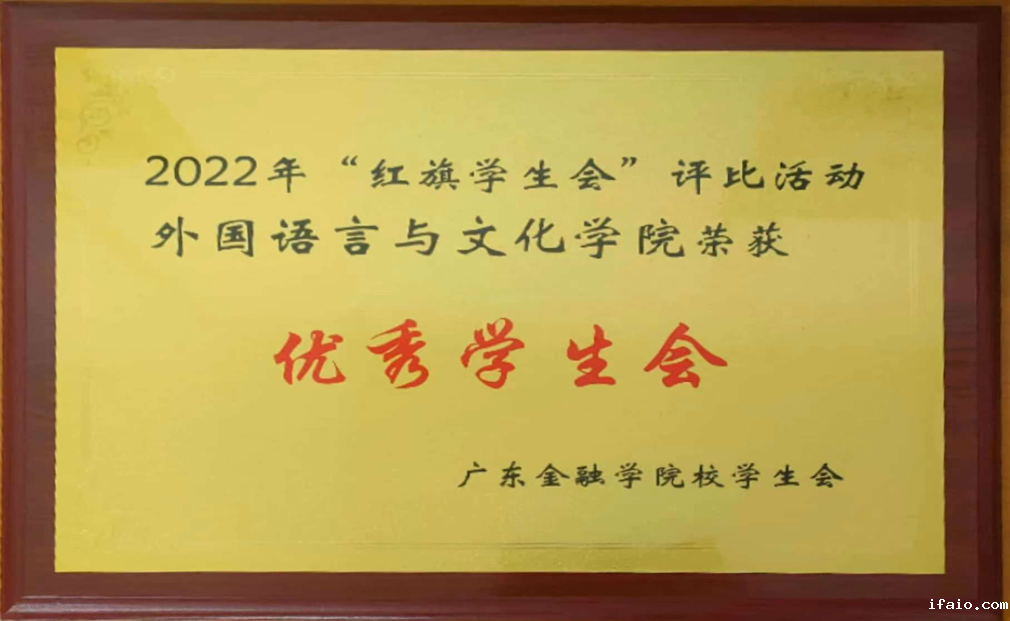 2022年“红旗学生会”评比活动
外国语言与文化学院荣获
优秀学生会
广东金融学院校学生会
ifaio.com